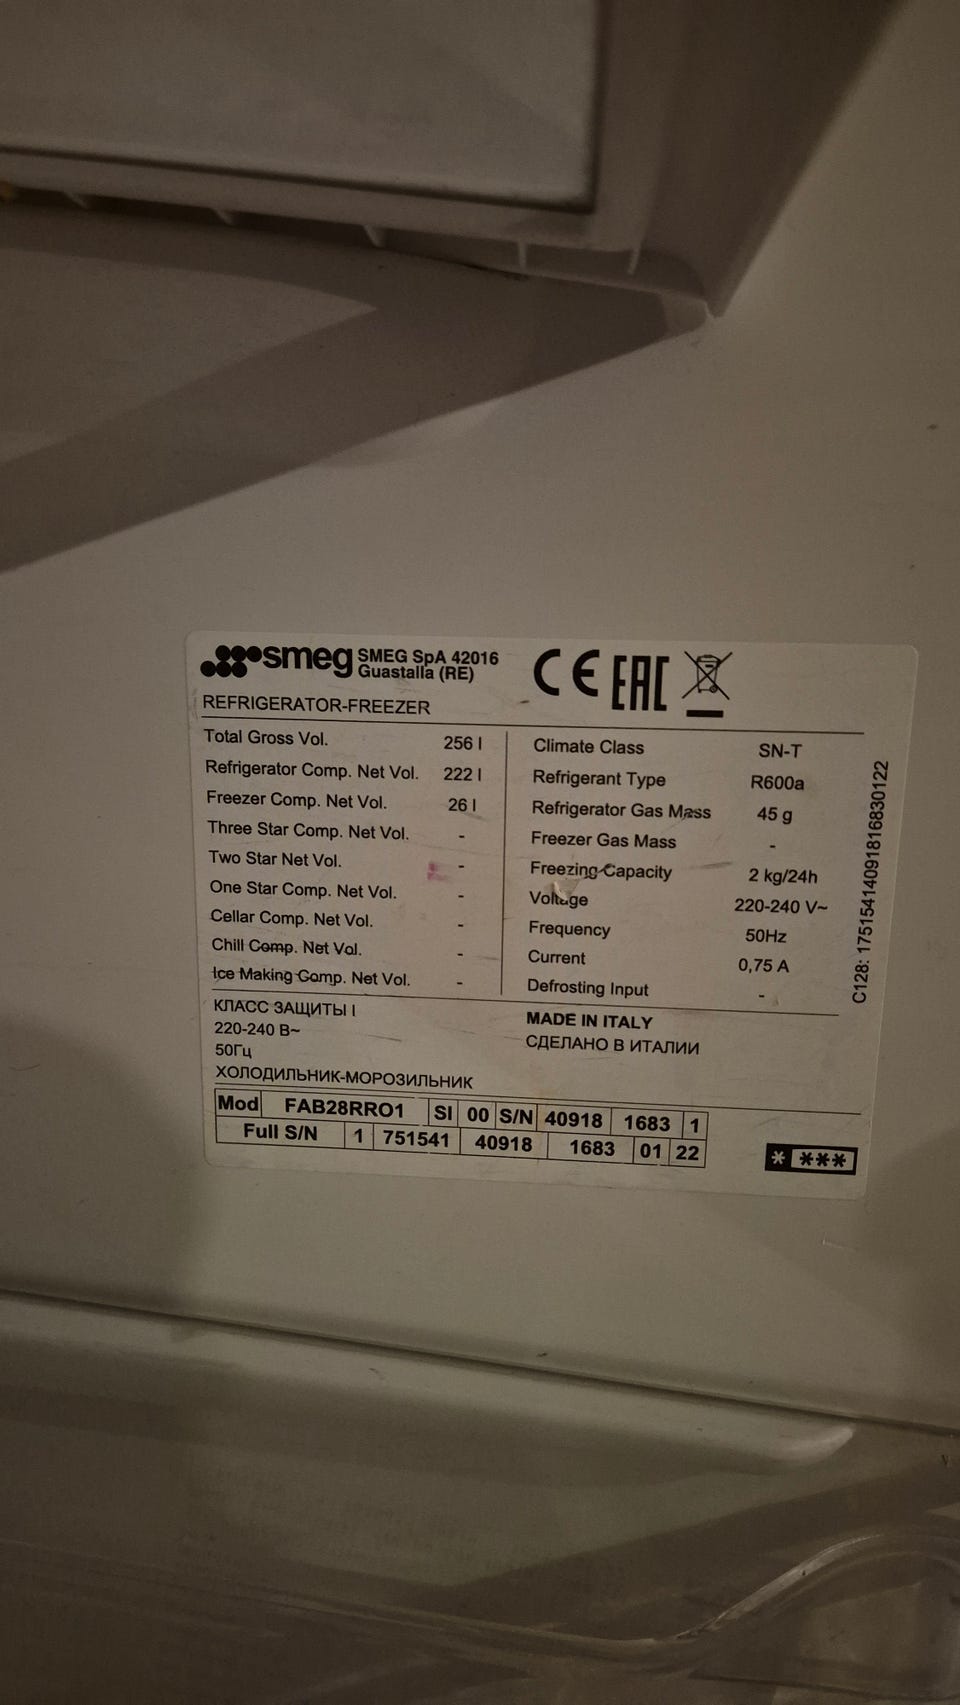 smeg SMEG SpA 42016
Guastalla (RE)
CE EAC
REFRIGERATOR-FREEZER
Total Gross Vol. 256 l
Refrigerator Comp. Net Vol. 222 l
Freezer Comp. Net Vol. 26 l
Three Star Comp. Net Vol. -
Two Star Net Vol. -
One Star Comp. Net Vol. -
Cellar Comp. Net Vol. -
Chill Comp. Net Vol. -
Ice Making Comp. Net Vol. -
Climate Class SN-T
Refrigerant Type R600a
Refrigerator Gas Mass 45 g
Freezer Gas Mass -
Freezing Capacity 2 kg/24h
Voltage 220-240 V~
Frequency 50Hz
Current 0,75 A
Defrosting Input -
C128: 1751541409181683​0122
КЛАСС ЗАЩИТЫ I
220-240 В~
50Гц
ХОЛОДИЛЬНИК-МОРОЗИЛЬНИК
MADE IN ITALY
СДЕЛАНО В ИТАЛИИ
Mod FAB28RRO1 SI 00 S/N 40918 1683 1
Full S/N 1 751541 40918 1683 01 22
* ***